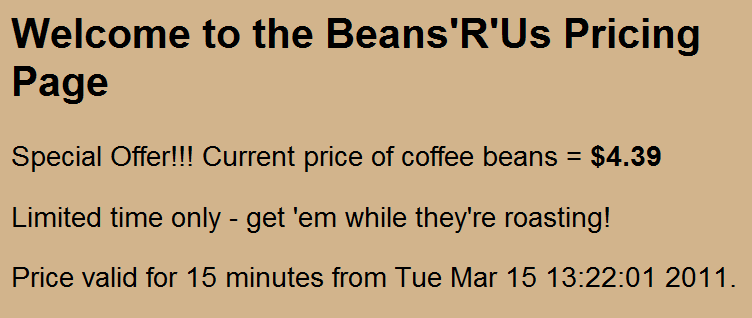 Welcome to the Beans'R'Us Pricing
Page
Special Offer!!! Current price of coffee beans = $4.39
Limited time only - get 'em while they're roasting!
Price valid for 15 minutes from Tue Mar 15 13:22:01 2011.